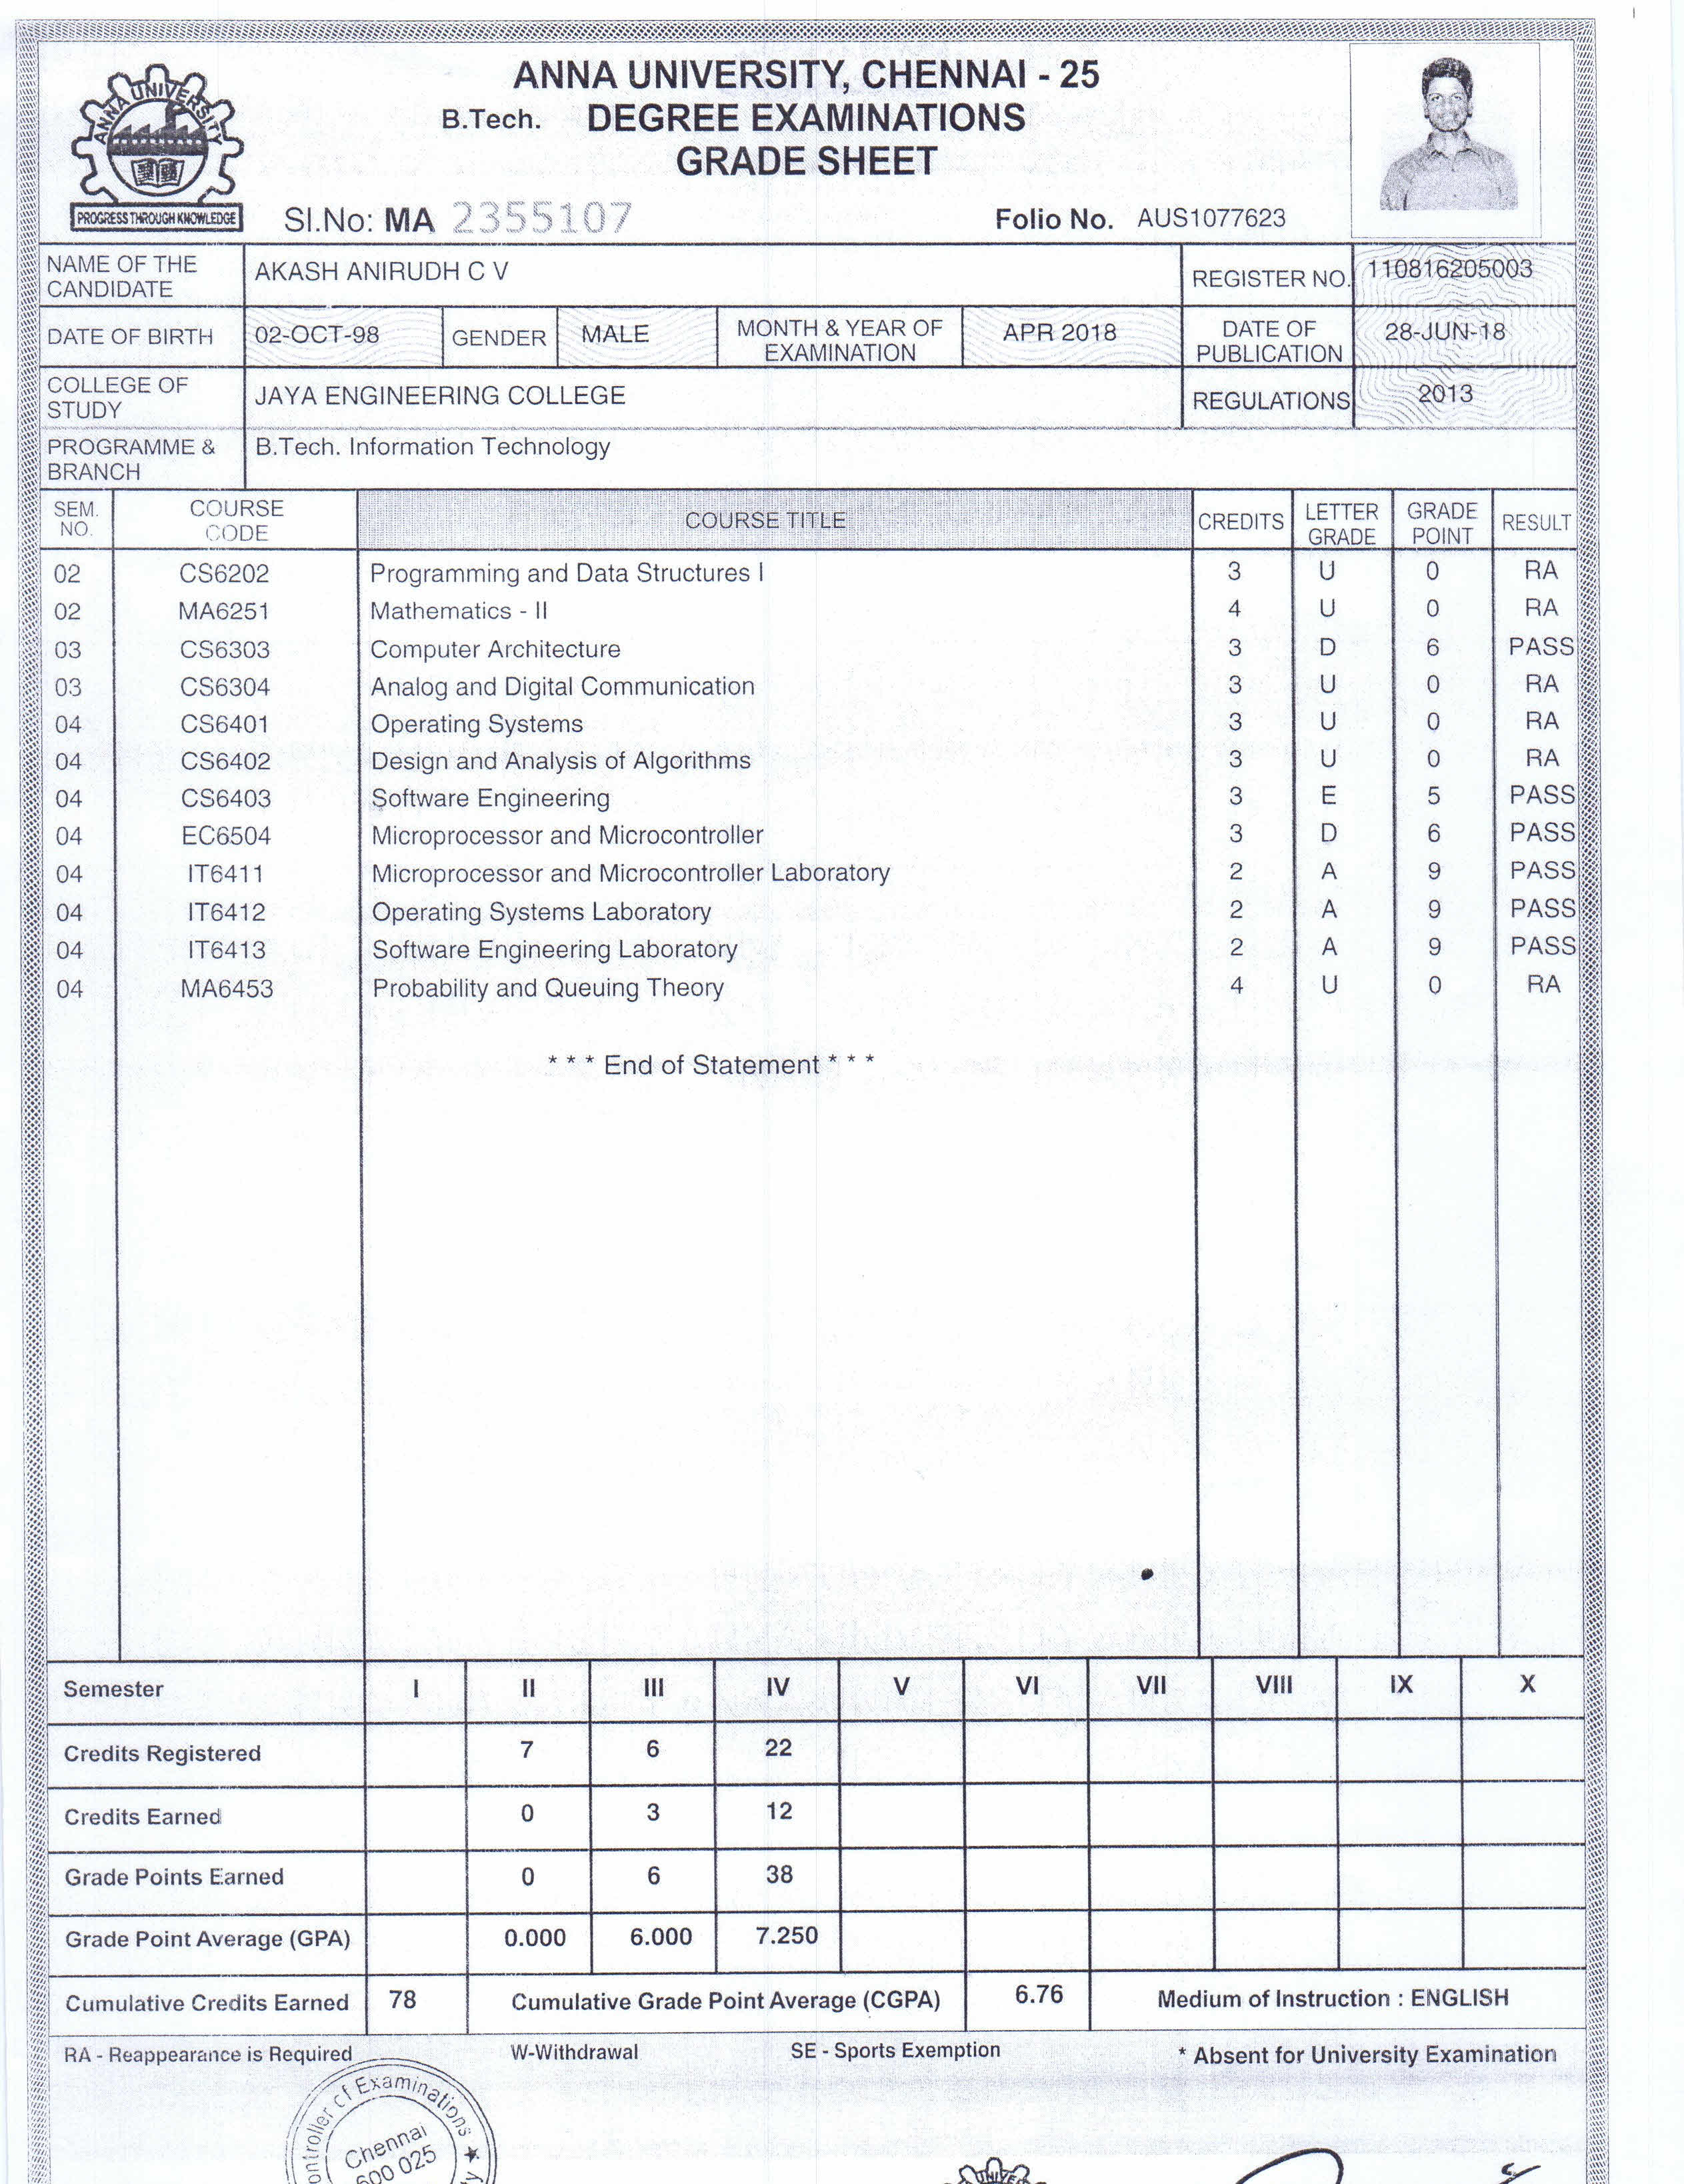 ANNA UNIVERSITY, CHENNAI - 25
B.Tech. DEGREE EXAMINATIONS
GRADE SHEET
ANNA UNIVERSITY
PROGRESS THROUGH KNOWLEDGE
Sl.No: MA 2355107 Folio No. AUS1077623
NAME OF THE CANDIDATE AKASH ANIRUDH C V REGISTER NO. 110816205003
DATE OF BIRTH 02-OCT-98 GENDER MALE MONTH & YEAR OF EXAMINATION APR 2018 DATE OF PUBLICATION 28-JUN-18
COLLEGE OF STUDY JAYA ENGINEERING COLLEGE REGULATIONS 2013
PROGRAMME & BRANCH B.Tech. Information Technology
SEM. NO. COURSE CODE COURSE TITLE CREDITS LETTER GRADE GRADE POINT RESULT
02 CS6202 Programming and Data Structures I 3 U 0 RA
02 MA6251 Mathematics - II 4 U 0 RA
03 CS6303 Computer Architecture 3 D 6 PASS
03 CS6304 Analog and Digital Communication 3 U 0 RA
04 CS6401 Operating Systems 3 U 0 RA
04 CS6402 Design and Analysis of Algorithms 3 U 0 RA
04 CS6403 Software Engineering 3 E 5 PASS
04 EC6504 Microprocessor and Microcontroller 3 D 6 PASS
04 IT6411 Microprocessor and Microcontroller Laboratory 2 A 9 PASS
04 IT6412 Operating Systems Laboratory 2 A 9 PASS
04 IT6413 Software Engineering Laboratory 2 A 9 PASS
04 MA6453 Probability and Queuing Theory 4 U 0 RA
* * * End of Statement * * *
Semester I II III IV V VI VII VIII IX X
Credits Registered 7 6 22
Credits Earned 0 3 12
Grade Points Earned 0 6 38
Grade Point Average (GPA) 0.000 6.000 7.250
Cumulative Credits Earned 78 Cumulative Grade Point Average (CGPA) 6.76 Medium of Instruction : ENGLISH
RA - Reappearance is Required W-Withdrawal SE - Sports Exemption * Absent for University Examination
of Examinations
Chennai
600 025